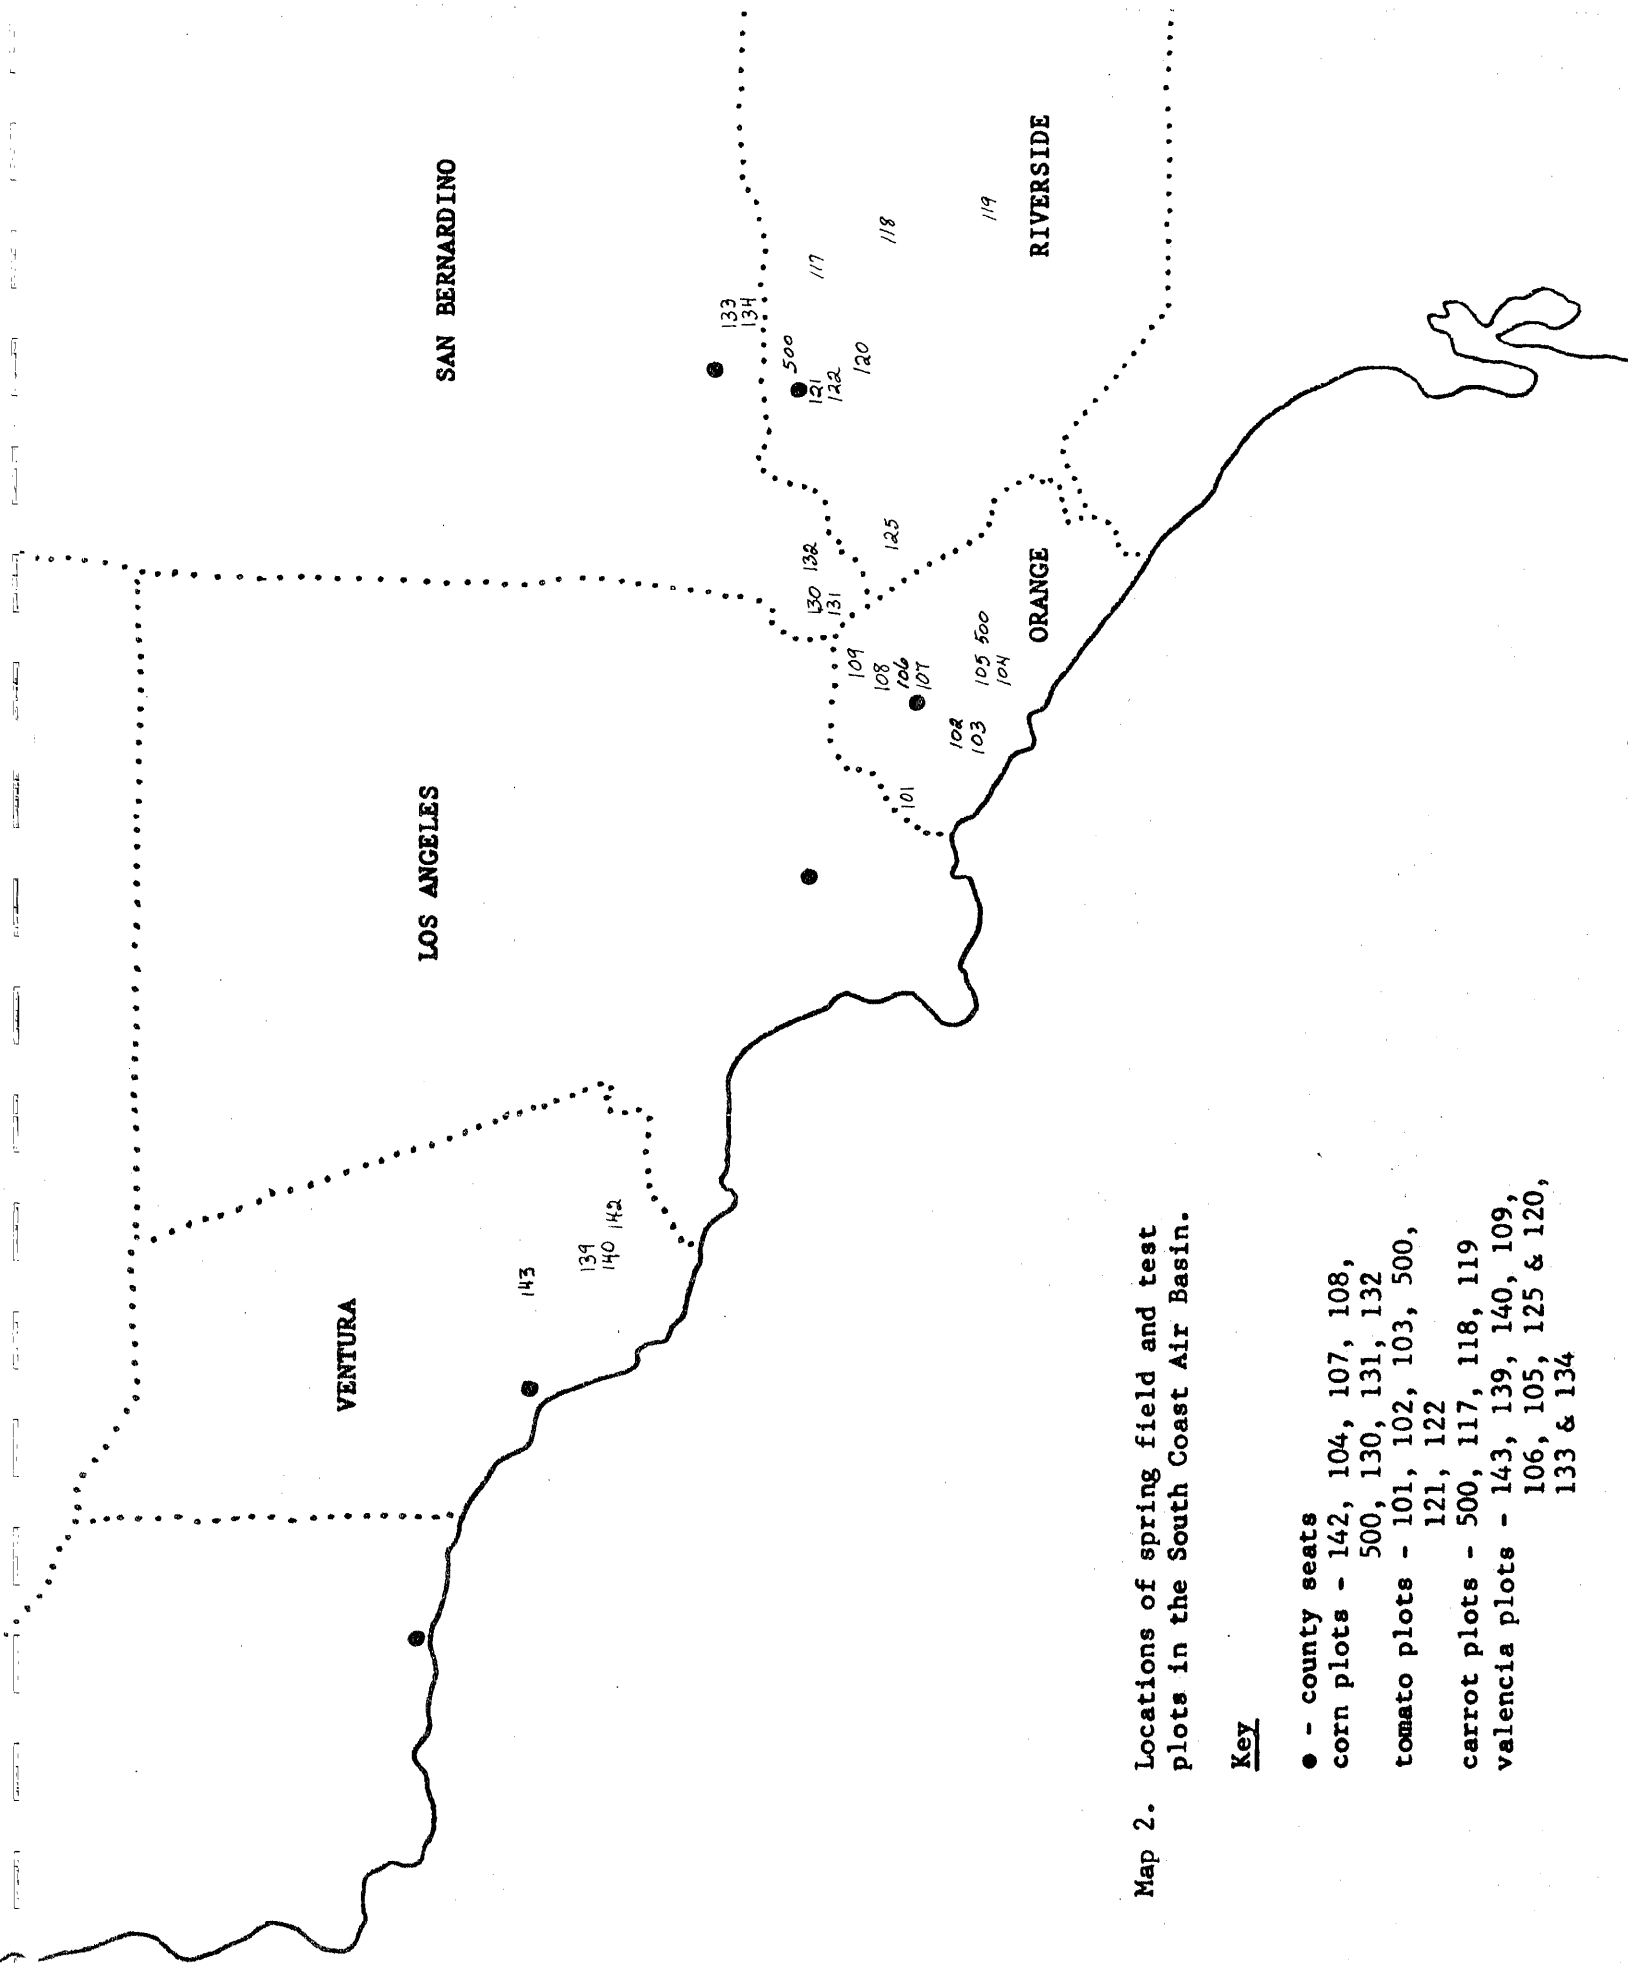 SAN BERNARDINO
LOS ANGELES
VENTURA
RIVERSIDE
ORANGE
143
139
140 142
133
134
500
121
122
120
117
118
119
130 132
131
125
109
108
106
107
105 500
104
102
103
101
Map 2. Locations of spring field and test
plots in the South Coast Air Basin.
Key
● - county seats
corn plots - 142, 104, 107, 108,
500, 130, 131, 132
tomato plots - 101, 102, 103, 500,
121, 122
carrot plots - 500, 117, 118, 119
valencia plots - 143, 139, 140, 109,
106, 105, 125 & 120,
133 & 134